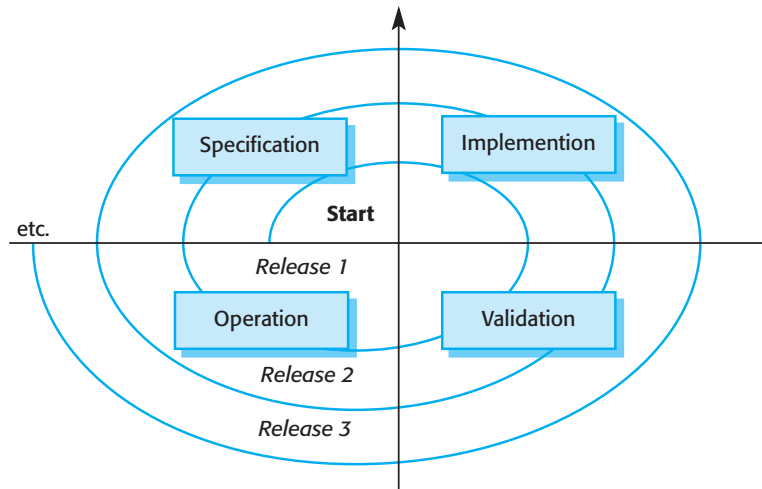 Specification
Implemention
Start
etc.
Release 1
Operation
Validation
Release 2
Release 3